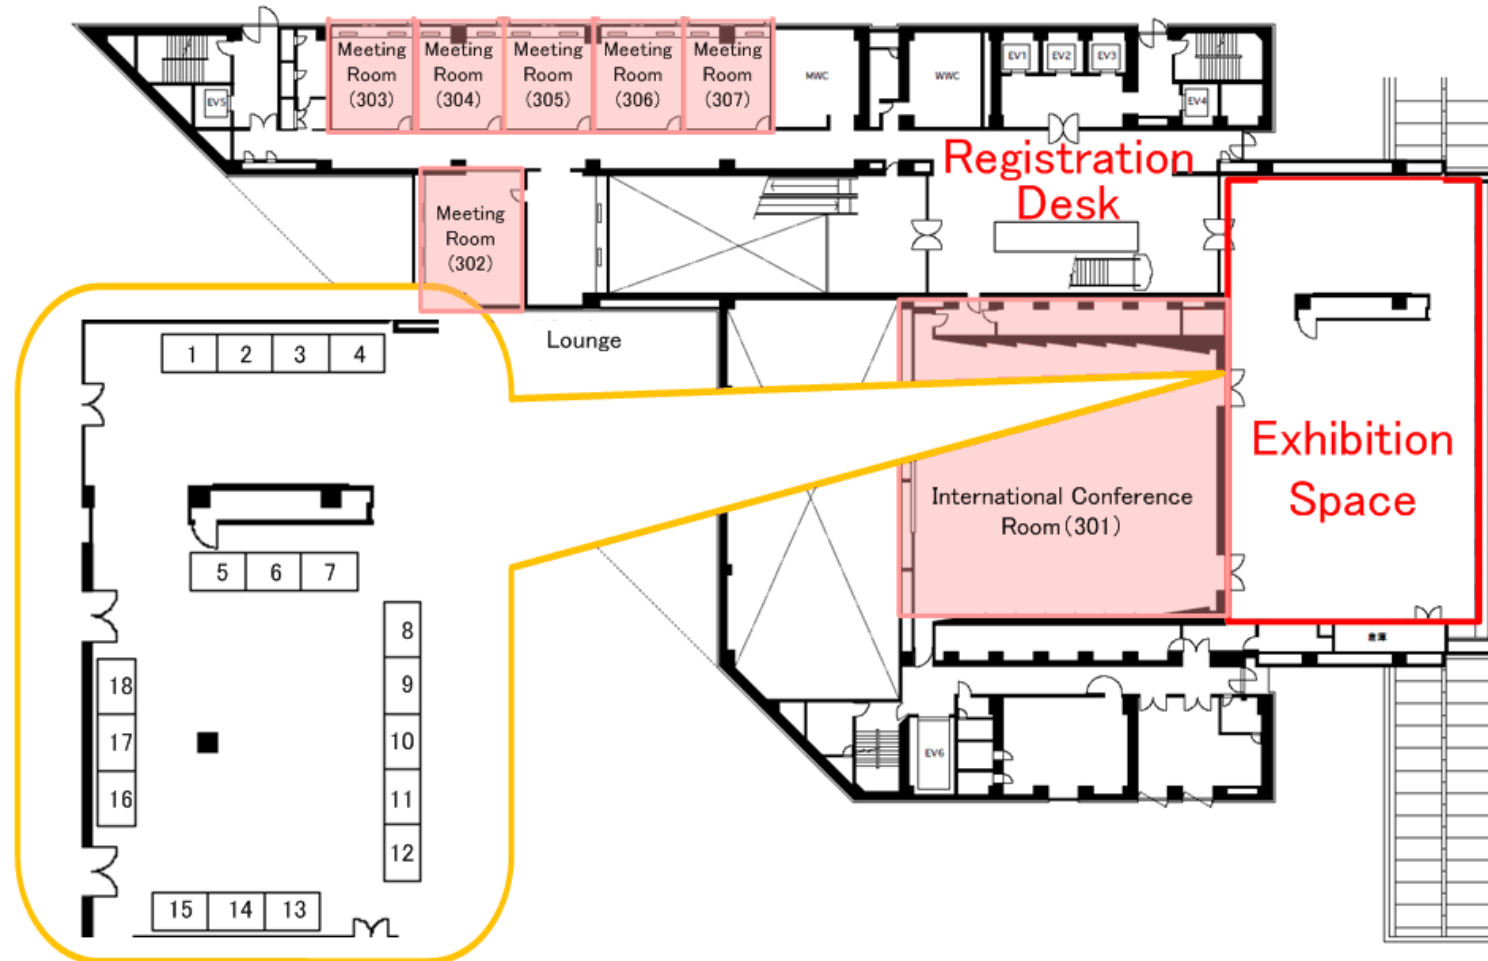 Meeting
Room
(303)
Meeting
Room
(304)
Meeting
Room
(305)
Meeting
Room
(306)
Meeting
Room
(307)
MWC
WWC
EV1
EV2
EV3
EV4
EV5
Registration
Desk
Meeting
Room
(302)
Lounge
1
2
3
4
5
6
7
8
9
10
11
12
18
17
16
15
14
13
International Conference
Room(301)
Exhibition
Space
倉庫
EV6